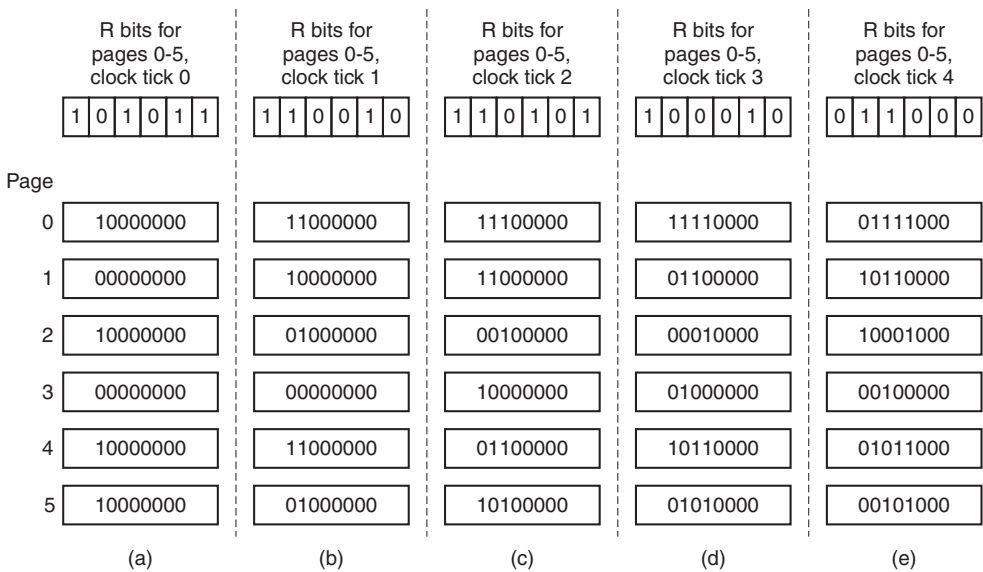 R bits for
pages 0-5,
clock tick 0
R bits for
pages 0-5,
clock tick 1
R bits for
pages 0-5,
clock tick 2
R bits for
pages 0-5,
clock tick 3
R bits for
pages 0-5,
clock tick 4
1 0 1 0 1 1
1 1 0 0 1 0
1 1 0 1 0 1
1 0 0 0 1 0
0 1 1 0 0 0
Page
0 10000000 11000000 11100000 11110000 01111000
1 00000000 10000000 11000000 01100000 10110000
2 10000000 01000000 00100000 00010000 10001000
3 00000000 00000000 10000000 01000000 00100000
4 10000000 11000000 01100000 10110000 01011000
5 10000000 01000000 10100000 01010000 00101000
(a) (b) (c) (d) (e)